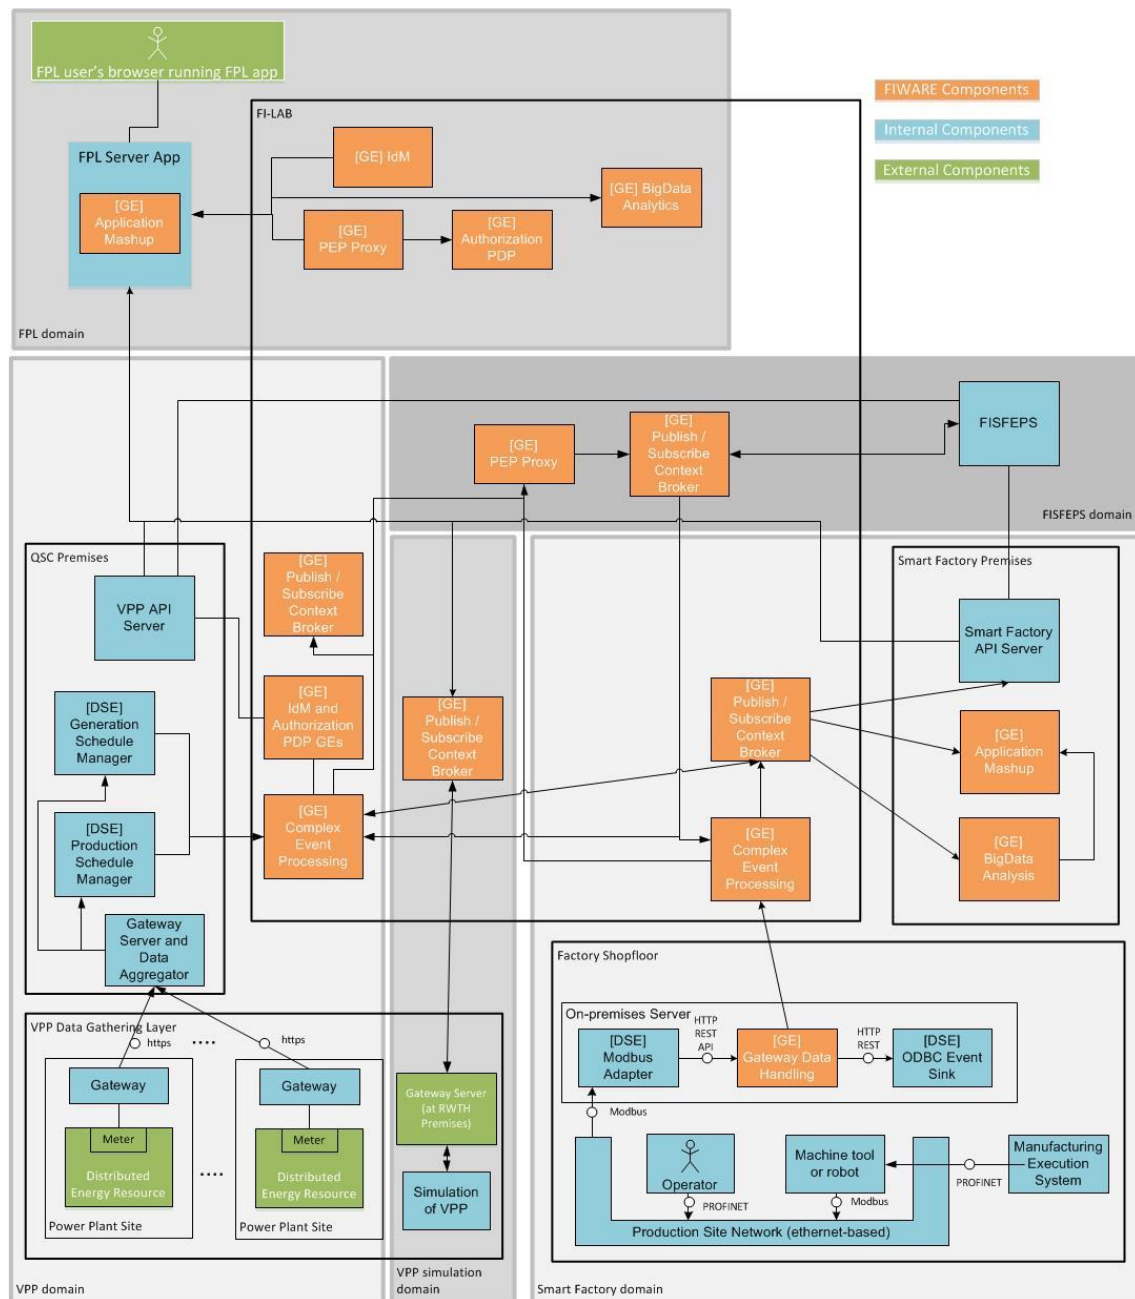 FPL user's browser running FPL app
FIWARE Components
Internal Components
External Components
FI-LAB
FPL Server App
[GE]
Application
Mashup
[GE] IdM
[GE] BigData
Analytics
[GE]
PEP Proxy
[GE]
Authorization
PDP
FPL domain
FISFEPS
[GE]
PEP Proxy
[GE]
Publish /
Subscribe
Context
Broker
FISFEPS domain
QSC Premises
VPP API
Server
[GE]
Publish /
Subscribe
Context
Broker
Smart Factory Premises
Smart Factory
API Server
[DSE]
Generation
Schedule
Manager
[GE]
IdM and
Authorization
PDP GEs
[GE]
Publish /
Subscribe
Context
Broker
[GE]
Publish /
Subscribe
Context
Broker
[GE]
Application
Mashup
[DSE]
Production
Schedule
Manager
[GE]
Complex
Event
Processing
[GE]
Complex
Event
Processing
[GE]
BigData
Analysis
Gateway
Server and
Data
Aggregator
VPP Data Gathering Layer
https
....
https
Gateway
Gateway
Meter
Distributed
Energy Resource
....
Meter
Distributed
Energy Resource
Power Plant Site
Power Plant Site
VPP domain
Gateway Server
(at RWTH
Premises)
Simulation
of VPP
VPP simulation
domain
Factory Shopfloor
On-premises Server
[DSE]
Modbus
Adapter
HTTP
REST
API
[GE]
Gateway Data
Handling
HTTP
REST
[DSE]
ODBC Event
Sink
Modbus
Operator
PROFINET
Machine tool
or robot
Modbus
PROFINET
Manufacturing
Execution
System
Production Site Network (ethernet-based)
Smart Factory domain